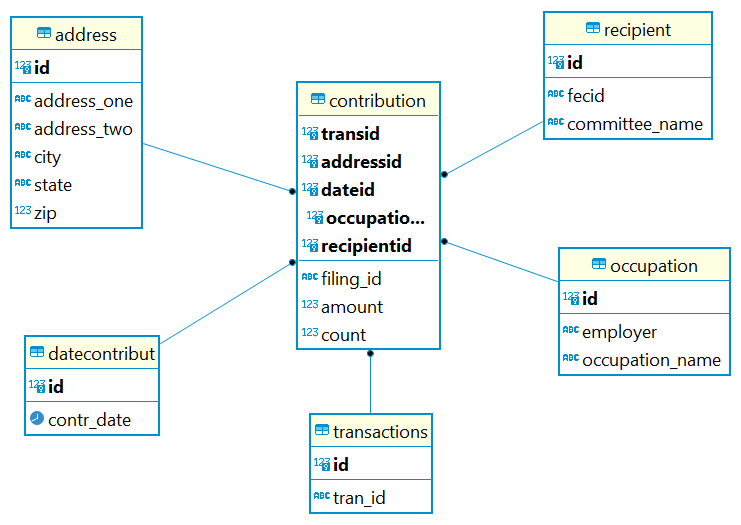 address
123 id
ABC address_one
ABC address_two
ABC city
ABC state
123 zip
contribution
123 transid
123 addressid
123 dateid
123 occupatio...
123 recipientid
ABC filing_id
123 amount
123 count
recipient
123 id
ABC fecid
ABC committee_name
occupation
123 id
ABC employer
ABC occupation_name
datecontribut
123 id
contr_date
transactions
123 id
ABC tran_id